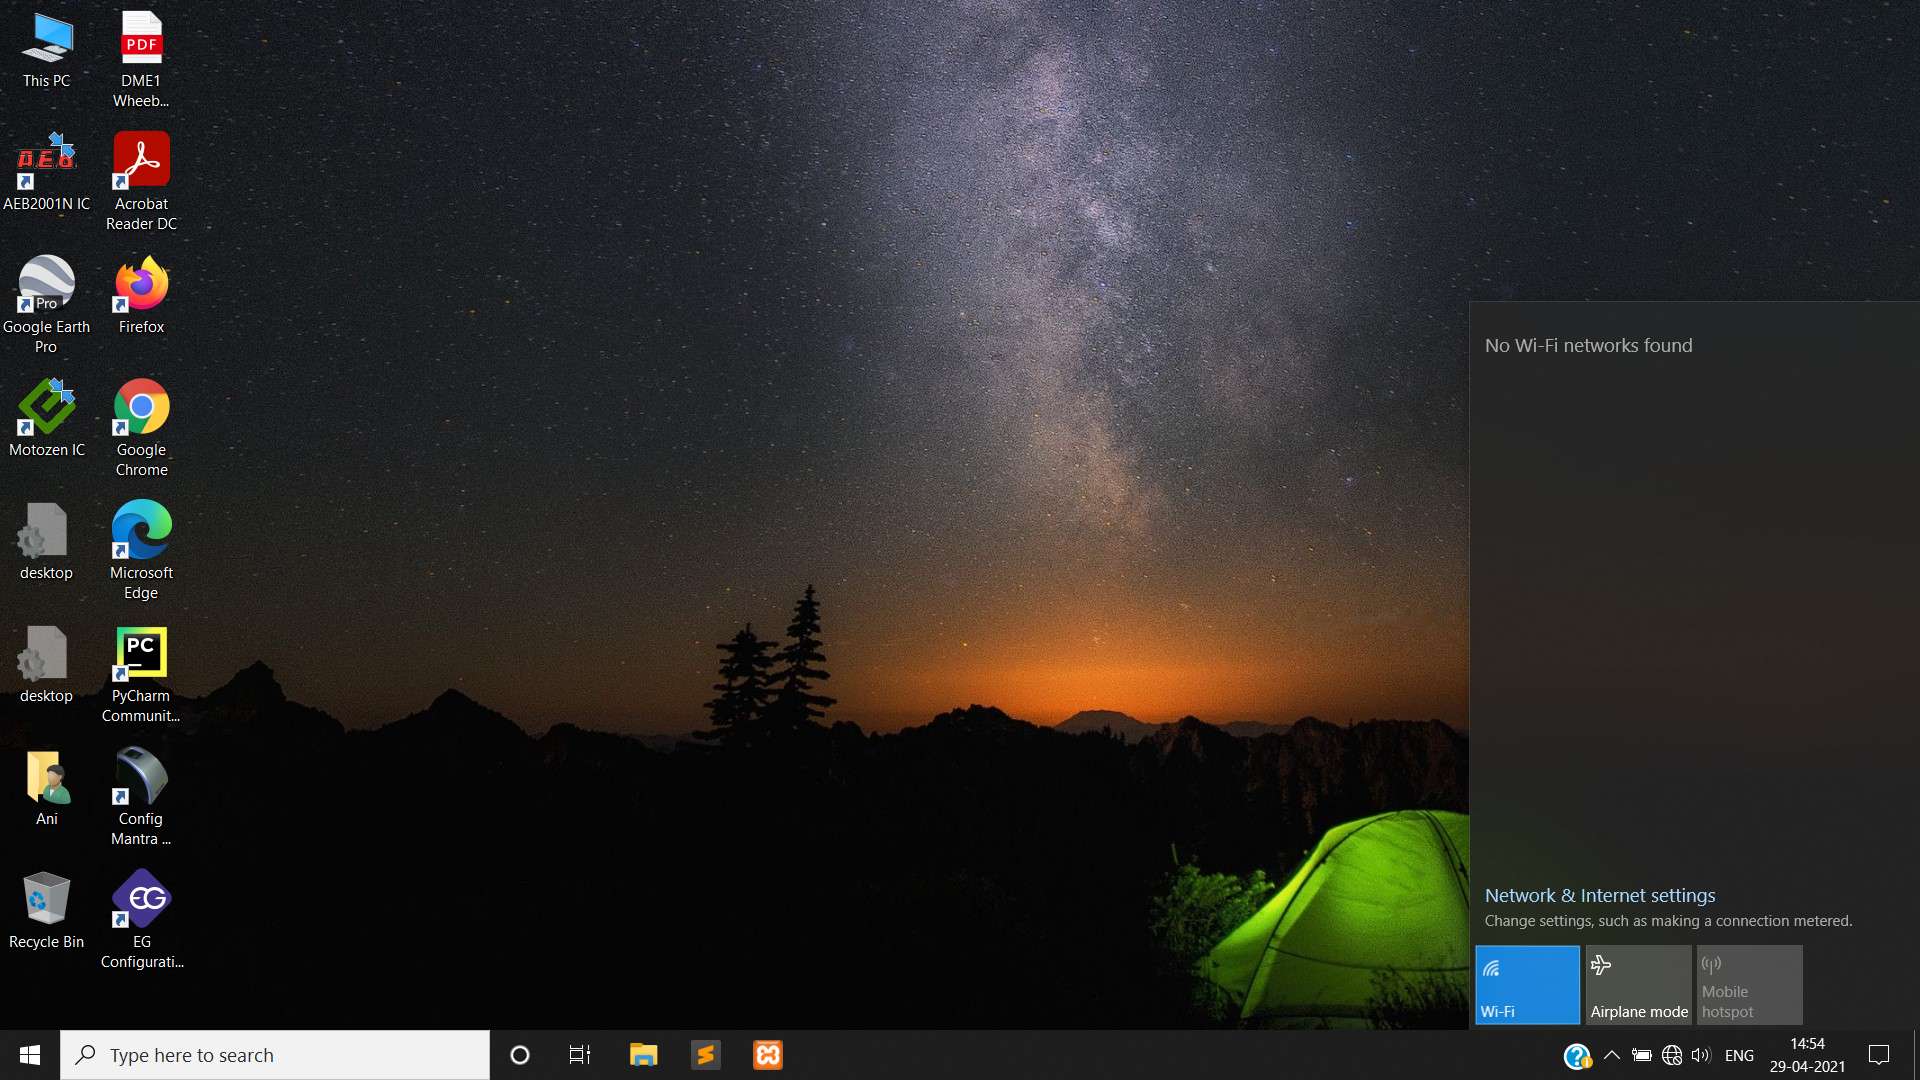 This PC
PDF
DME1
Wheeb...
AEB
AEB2001N IC
Acrobat
Reader DC
Pro
Google Earth
Pro
Firefox
Motozen IC
Google
Chrome
desktop
Microsoft
Edge
desktop
PC
PyCharm
Communit...
Ani
Config
Mantra ...
Recycle Bin
EG
EG
Configurati...
No Wi-Fi networks found
Network & Internet settings
Change settings, such as making a connection metered.
Wi-Fi
Airplane mode
Mobile
hotspot
Type here to search
ENG
14:54
29-04-2021